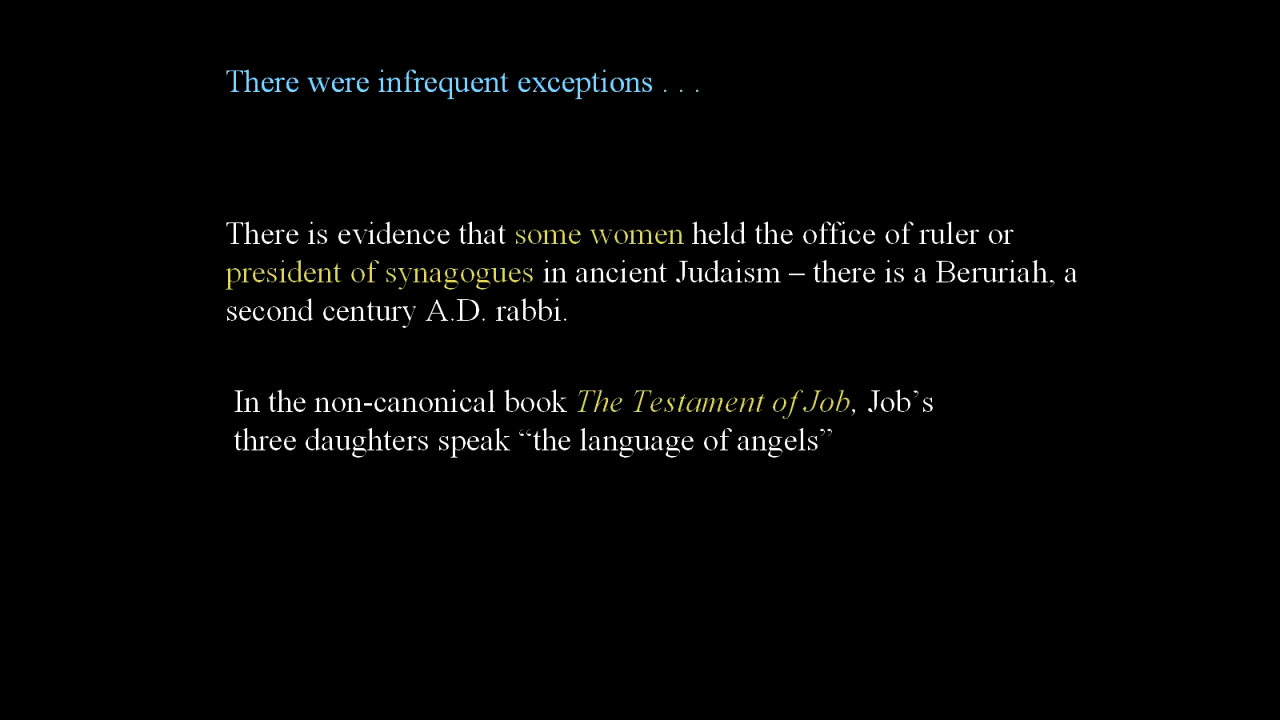 There were infrequent exceptions . . .
There is evidence that some women held the office of ruler or
president of synagogues in ancient Judaism – there is a Beruriah, a
second century A.D. rabbi.
In the non-canonical book The Testament of Job, Job’s
three daughters speak “the language of angels”